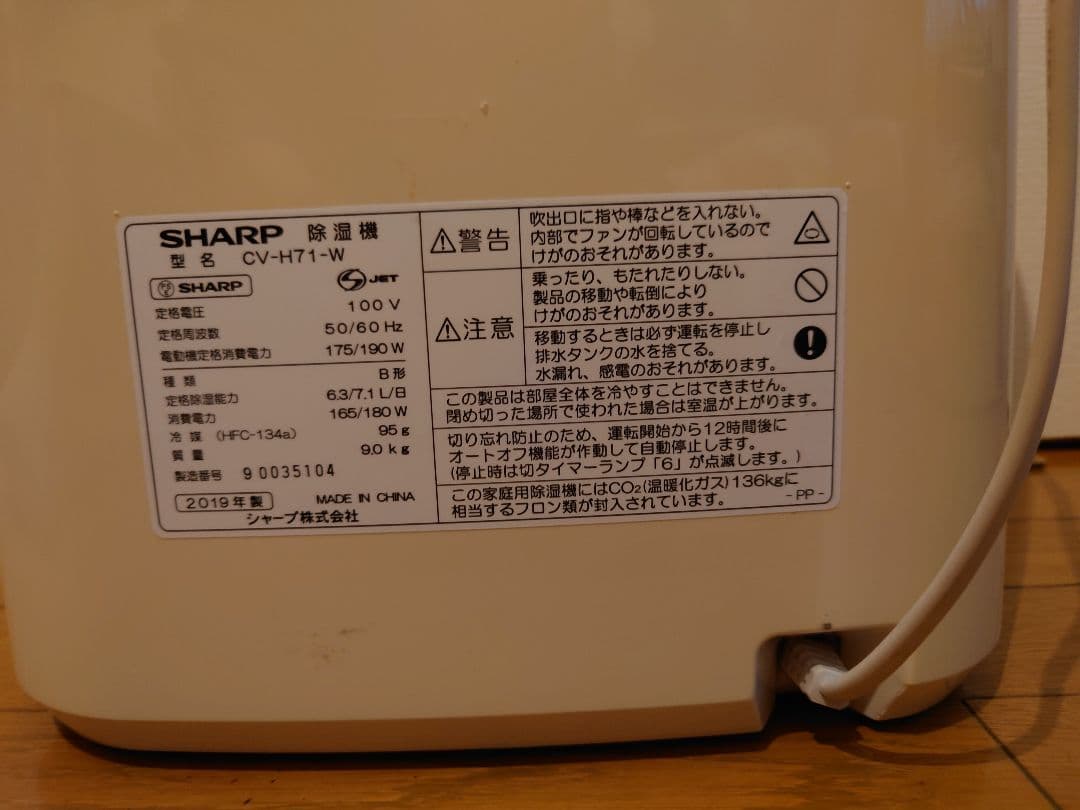 SHARP 除湿機
型名 CV-H71-W
SHARP JET
定格電圧 100 V
定格周波数 50/60 Hz
電動機定格消費電力 175/190 W
種類 B形
定格除湿能力 6.3/7.1 L/日
消費電力 165/180 W
冷媒 (HFC-134a) 95 g
質量 9.0 kg
製造番号 90035104
2019年製 MADE IN CHINA
シャープ株式会社
警告
吹出口に指や棒などを入れない。
内部でファンが回転しているので
けがのおそれがあります。
注意
乗ったり、もたれたりしない。
製品の移動や転倒により
けがのおそれがあります。
移動するときは必ず運転を停止し
排水タンクの水を捨てる。
水漏れ、感電のおそれがあります。
この製品は部屋全体を冷やすことはできません。
閉め切った場所で使われた場合は室温が上がります。
切り忘れ防止のため、運転開始から12時間後に
オートオフ機能が作動して自動停止します。
(停止時は切タイマーランプ「6」が点滅します。)
この家庭用除湿機にはCO₂(温暖化ガス)136kgに
相当するフロン類が封入されています。
-PP-